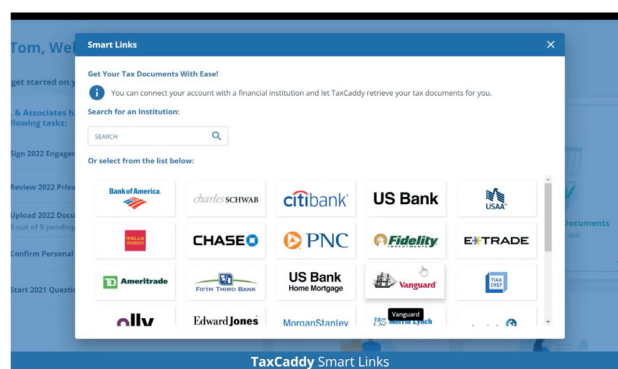 Tom, Wel
Smart Links
get started on y
Get Your Tax Documents With Ease!
You can connect your account with a financial institution and let TaxCaddy retrieve your tax documents for you.
& Associates h
llowing tasks:
Search for an Institution:
SEARCH
Sign 2022 Engager
Or select from the list below:
Review 2022 Priva
Bank of America
charles SCHWAB
citibank
US Bank
USAA
Upload 2022 Docu
out of 9 pending
Documents
WELLS FARGO
CHASE
PNC
Fidelity
INVESTMENTS
E*TRADE
Confirm Personal
Start 2021 Questi
TD Ameritrade
FIFTH THIRD BANK
US Bank
Home Mortgage
Vanguard
TIAA
CREF
Vanguard
ally
Edward Jones
MorganStanley
Merrill Lynch
TaxCaddy Smart Links